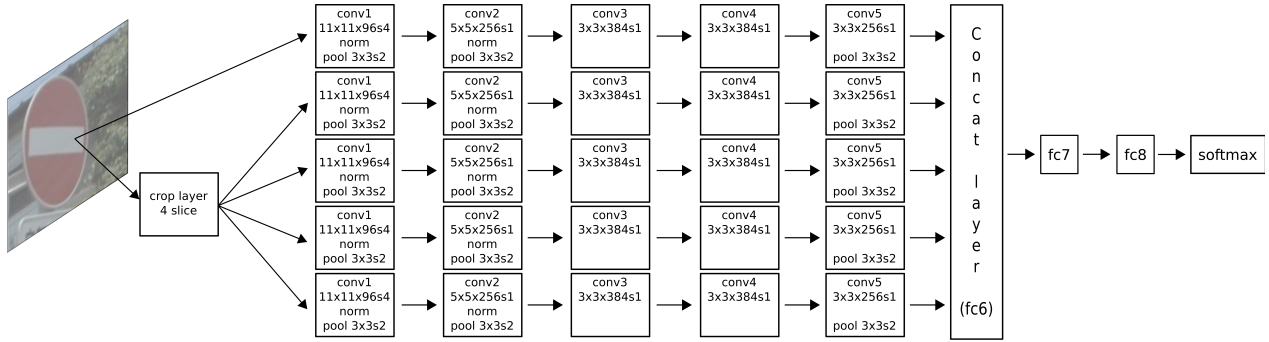 conv1
11x11x96s4
norm
pool 3x3s2
conv2
5x5x256s1
norm
pool 3x3s2
conv3
3x3x384s1
conv4
3x3x384s1
conv5
3x3x256s1
pool 3x3s2
conv1
11x11x96s4
norm
pool 3x3s2
conv2
5x5x256s1
norm
pool 3x3s2
conv3
3x3x384s1
conv4
3x3x384s1
conv5
3x3x256s1
pool 3x3s2
crop layer
4 slice
conv1
11x11x96s4
norm
pool 3x3s2
conv2
5x5x256s1
norm
pool 3x3s2
conv3
3x3x384s1
conv4
3x3x384s1
conv5
3x3x256s1
pool 3x3s2
conv1
11x11x96s4
norm
pool 3x3s2
conv2
5x5x256s1
norm
pool 3x3s2
conv3
3x3x384s1
conv4
3x3x384s1
conv5
3x3x256s1
pool 3x3s2
conv1
11x11x96s4
norm
pool 3x3s2
conv2
5x5x256s1
norm
pool 3x3s2
conv3
3x3x384s1
conv4
3x3x384s1
conv5
3x3x256s1
pool 3x3s2
Concat layer
(fc6)
fc7
fc8
softmax